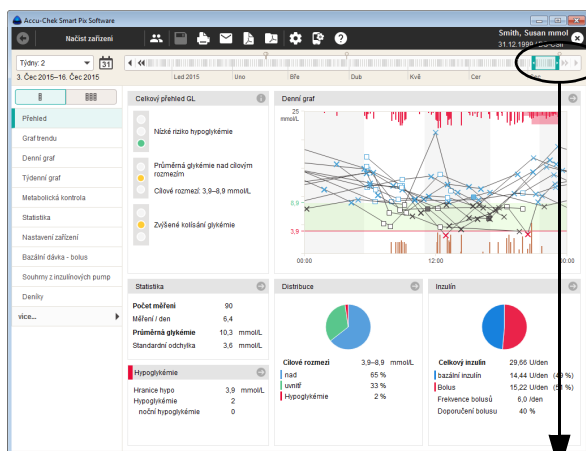 Accu-Chek Smart Pix Software
Načíst zařízení
Smith, Susan mmol
31.12.1999
Týdny: 2
31
3. Čec 2015–16. Čec 2015
Led 2015 Úno Bře Dub Kvě Čer
Přehled
Graf trendu
Denní graf
Týdenní graf
Metabolická kontrola
Statistika
Nastavení zařízení
Bazální dávka - bolus
Souhrny z inzulínových pump
Deníky
více...
Celkový přehled GL
Nízké riziko hypoglykémie
Průměrná glykémie nad cílovým
rozmezím
Cílové rozmezí: 3,9–8,9 mmol/L
Zvýšené kolísání glykémie
Denní graf
25
mmol/L
8,9
3,9
00:00 12:00 00:00
Statistika
Počet měření 90
Měření / den 6,4
Průměrná glykémie 10,3 mmol/L
Standardní odchylka 3,6 mmol/L
Hypoglykémie
Hranice hypo 3,9 mmol/L
Hypoglykémie 2
noční hypoglykémie 0
Distribuce
Cílové rozmezí 3,9–8,9 mmol/L
nad 65 %
uvnitř 33 %
Hypoglykémie 2 %
Inzulín
Celkový inzulín 29,66 U/den
bazální inzulín 14,44 U/den (49 %)
Bolus 15,22 U/den (51 %)
Frekvence bolusů 6,0 /den
Doporučení bolusu 40 %